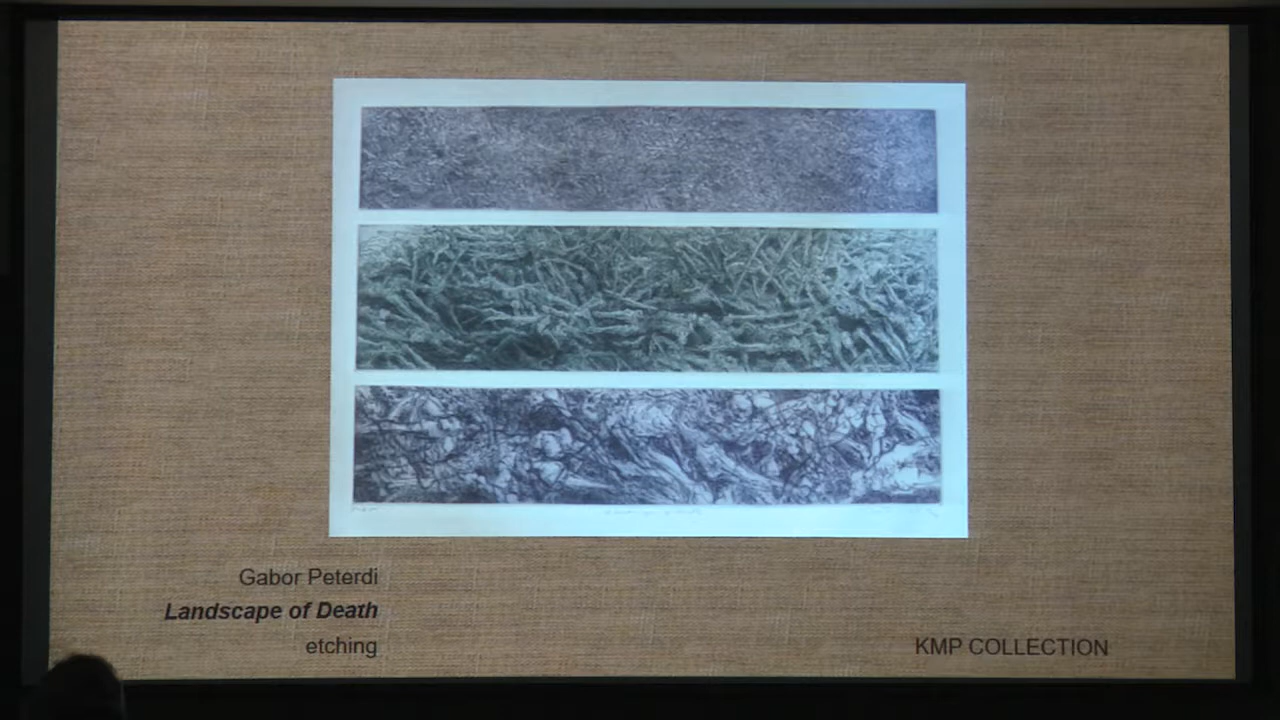 Gabor Peterdi
Landscape of Death
etching
KMP COLLECTION